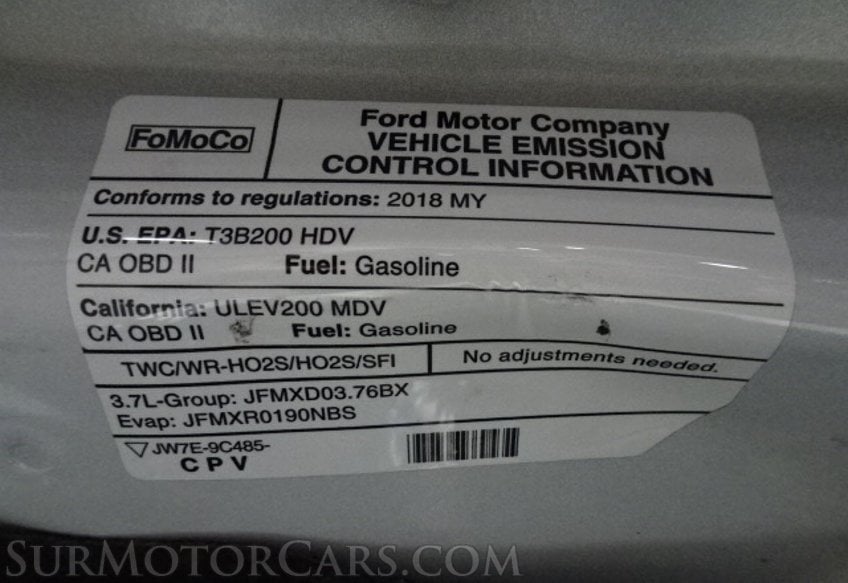 FoMoCo
Ford Motor Company
VEHICLE EMISSION
CONTROL INFORMATION
Conforms to regulations: 2018 MY
U.S. EPA: T3B200 HDV
CA OBD II Fuel: Gasoline
California: ULEV200 MDV
CA OBD II Fuel: Gasoline
TWC/WR-HO2S/HO2S/SFI No adjustments needed.
3.7L-Group: JFMXD03.76BX
Evap: JFMXR0190NBS
JW7E-9C485-
CPV
SURMOTORCARS.COM